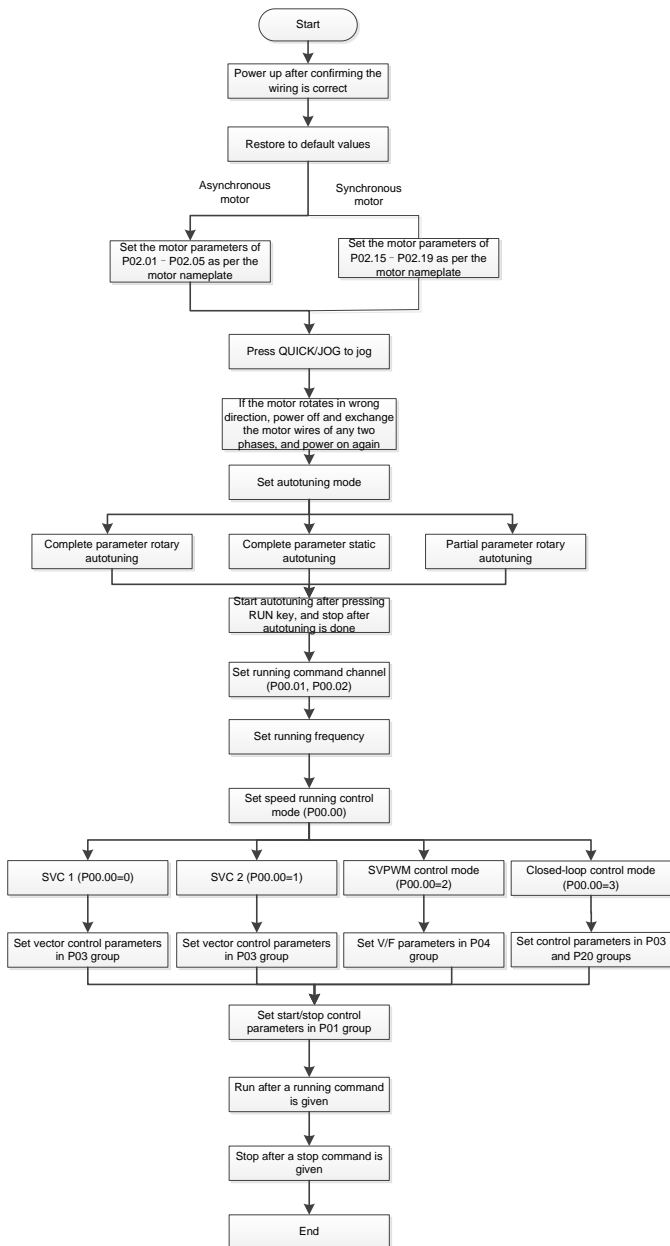 Start
Power up after confirming the
wiring is correct
Restore to default values
Asynchronous
motor
Synchronous
motor
Set the motor parameters of
P02.01－P02.05 as per the
motor nameplate
Set the motor parameters of
P02.15－P02.19 as per the
motor nameplate
Press QUICK/JOG to jog
If the motor rotates in wrong
direction, power off and exchange
the motor wires of any two
phases, and power on again
Set autotuning mode
Complete parameter rotary
autotuning
Complete parameter static
autotuning
Partial parameter rotary
autotuning
Start autotuning after pressing
RUN key, and stop after
autotuning is done
Set running command channel
(P00.01, P00.02)
Set running frequency
Set speed running control
mode (P00.00)
SVC 1 (P00.00=0)
SVC 2 (P00.00=1)
SVPWM control mode
(P00.00=2)
Closed-loop control mode
(P00.00=3)
Set vector control parameters
in P03 group
Set vector control parameters
in P03 group
Set V/F parameters in P04
group
Set control parameters in P03
and P20 groups
Set start/stop control
parameters in P01 group
Run after a running command
is given
Stop after a stop command is
given
End